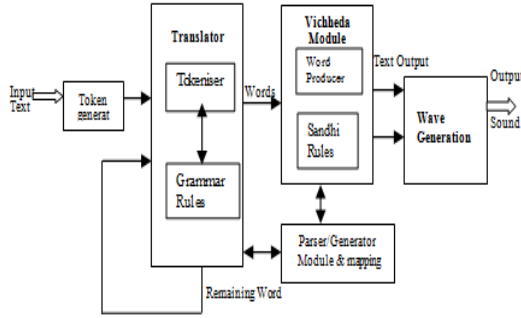 Input
Text
Token
generat
Translator
Tokeniser
Grammar
Rules
Words
Vichheda
Module
Word
Producer
Sandhi
Rules
Text Output
Wave
Generation
Output
Sound
Parser/Generator
Module & mapping
Remaining Word